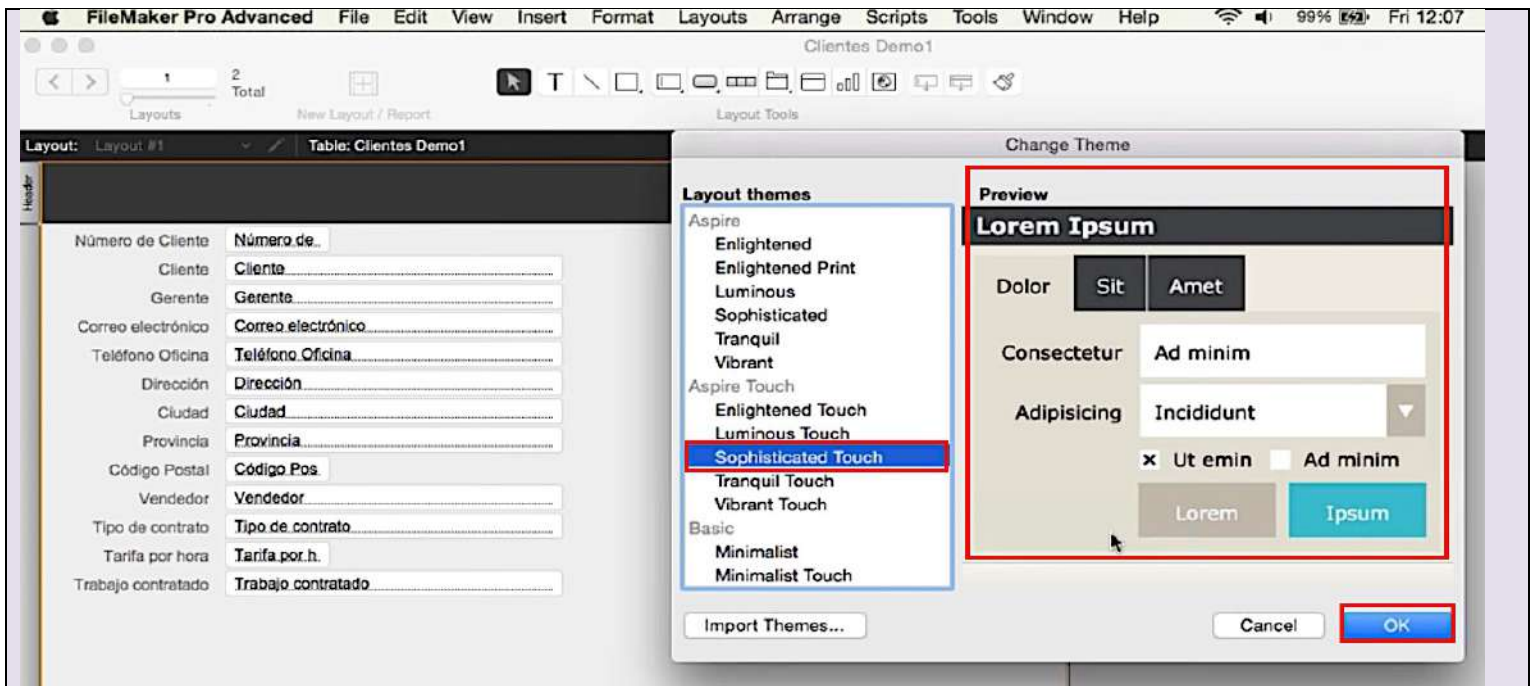 FileMaker Pro Advanced File Edit View Insert Format Layouts Arrange Scripts Tools Window Help 99% Fri 12:07
Clientes Demo1
1
2
Total
T
Layouts
New Layout / Report
Layout Tools
Layout: Layout #1 Table: Clientes Demo1
Header
Número de Cliente Número de..
Cliente Cliente
Gerente Gerente
Correo electrónico Correo electrónico
Teléfono Oficina Teléfono Oficina
Dirección Dirección
Ciudad Ciudad
Provincia Provincia
Código Postal Código Pos
Vendedor Vendedor
Tipo de contrato Tipo de contrato
Tarifa por hora Tarifa por h.
Trabajo contratado Trabajo contratado
Change Theme
Layout themes
Aspire
Enlightened
Enlightened Print
Luminous
Sophisticated
Tranquil
Vibrant
Aspire Touch
Enlightened Touch
Luminous Touch
Sophisticated Touch
Tranquil Touch
Vibrant Touch
Basic
Minimalist
Minimalist Touch
Preview
Lorem Ipsum
Dolor Sit Amet
Consectetur Ad minim
Adipisicing Incididunt
Ut emin Ad minim
Lorem Ipsum
Import Themes... Cancel OK